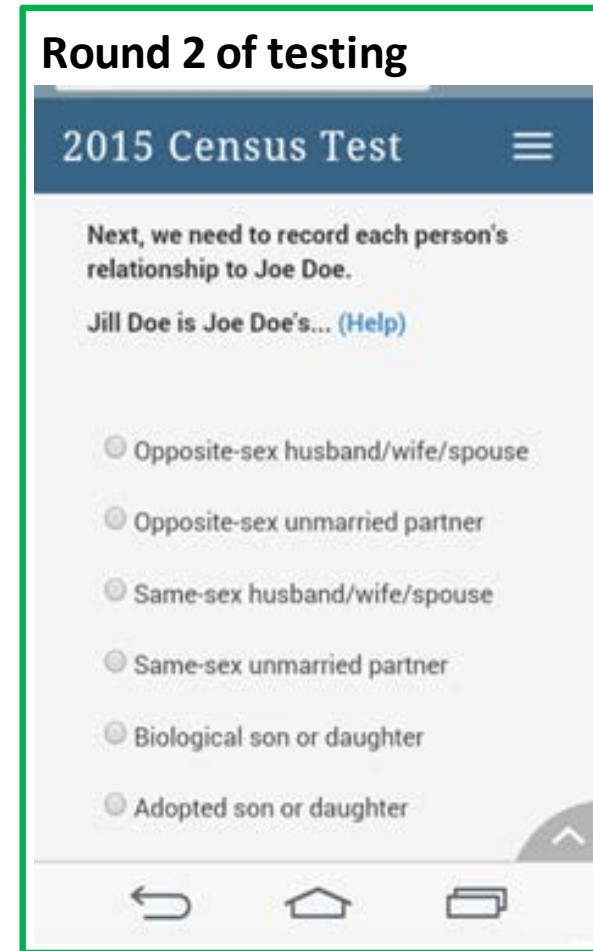 Round 2 of testing
2015 Census Test
Next, we need to record each person's
relationship to Joe Doe.
Jill Doe is Joe Doe's... (Help)
Opposite-sex husband/wife/spouse
Opposite-sex unmarried partner
Same-sex husband/wife/spouse
Same-sex unmarried partner
Biological son or daughter
Adopted son or daughter